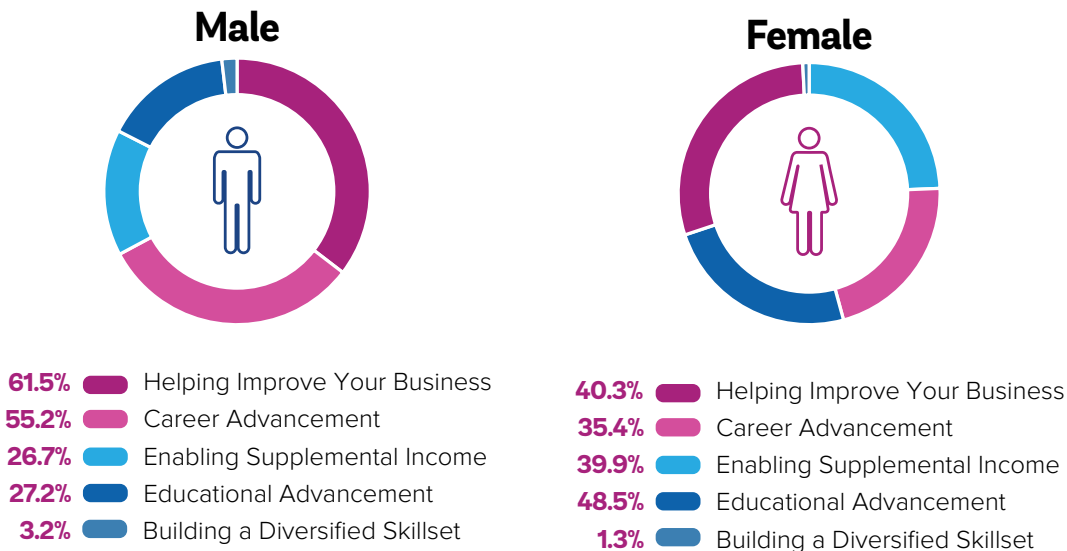 Male
61.5% Helping Improve Your Business
55.2% Career Advancement
26.7% Enabling Supplemental Income
27.2% Educational Advancement
3.2% Building a Diversified Skillset
Female
40.3% Helping Improve Your Business
35.4% Career Advancement
39.9% Enabling Supplemental Income
48.5% Educational Advancement
1.3% Building a Diversified Skillset